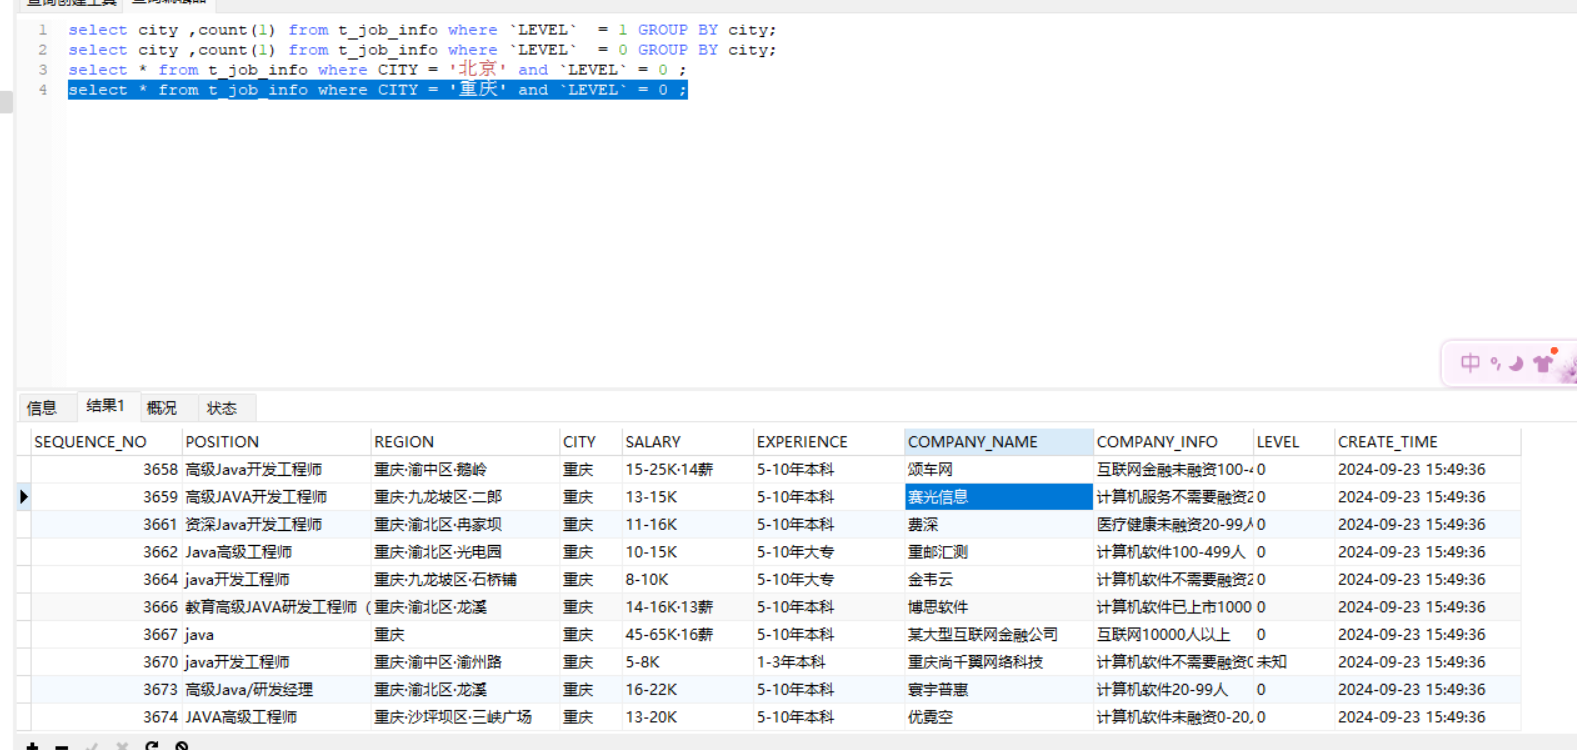 查询创建工具 查询编辑器
1 select city ,count(1) from t_job_info where `LEVEL`  = 1 GROUP BY city;
2 select city ,count(1) from t_job_info where `LEVEL`  = 0 GROUP BY city;
3 select * from t_job_info where CITY = '北京' and `LEVEL` = 0 ;
4 select * from t_job_info where CITY = '重庆' and `LEVEL` = 0 ;
中
信息 结果1 概况 状态
SEQUENCE_NO POSITION REGION CITY SALARY EXPERIENCE COMPANY_NAME COMPANY_INFO LEVEL CREATE_TIME
3658 高级Java开发工程师 重庆·渝中区·鹅岭 重庆 15-25K·14薪 5-10年本科 颂车网 互联网金融未融资100- 0 2024-09-23 15:49:36
3659 高级JAVA开发工程师 重庆·九龙坡区·二郎 重庆 13-15K 5-10年本科 赛光信息 计算机服务不需要融资2 0 2024-09-23 15:49:36
3661 资深Java开发工程师 重庆·渝北区·冉家坝 重庆 11-16K 5-10年本科 甍深 医疗健康未融资20-99人 0 2024-09-23 15:49:36
3662 Java高级工程师 重庆·渝北区·光电园 重庆 10-15K 5-10年大专 重邮汇测 计算机软件100-499人 0 2024-09-23 15:49:36
3664 java开发工程师 重庆·九龙坡区·石桥铺 重庆 8-10K 5-10年大专 金韦云 计算机软件不需要融资2 0 2024-09-23 15:49:36
3666 教育高级JAVA研发工程师（ 重庆·渝北区·龙溪 重庆 14-16K·13薪 5-10年本科 博思软件 计算机软件已上市1000 0 2024-09-23 15:49:36
3667 java 重庆 重庆 45-65K·16薪 5-10年本科 某大型互联网金融公司 互联网10000人以上 0 2024-09-23 15:49:36
3670 java开发工程师 重庆·渝中区·渝州路 重庆 5-8K 1-3年本科 重庆尚千翼网络科技 计算机软件不需要融资0 未知 2024-09-23 15:49:36
3673 高级Java/研发经理 重庆·渝北区·龙溪 重庆 16-22K 5-10年本科 寰宇普惠 计算机软件20-99人 0 2024-09-23 15:49:36
3674 JAVA高级工程师 重庆·沙坪坝区·三峡广场 重庆 13-20K 5-10年本科 优霓空 计算机软件未融资0-20, 0 2024-09-23 15:49:36